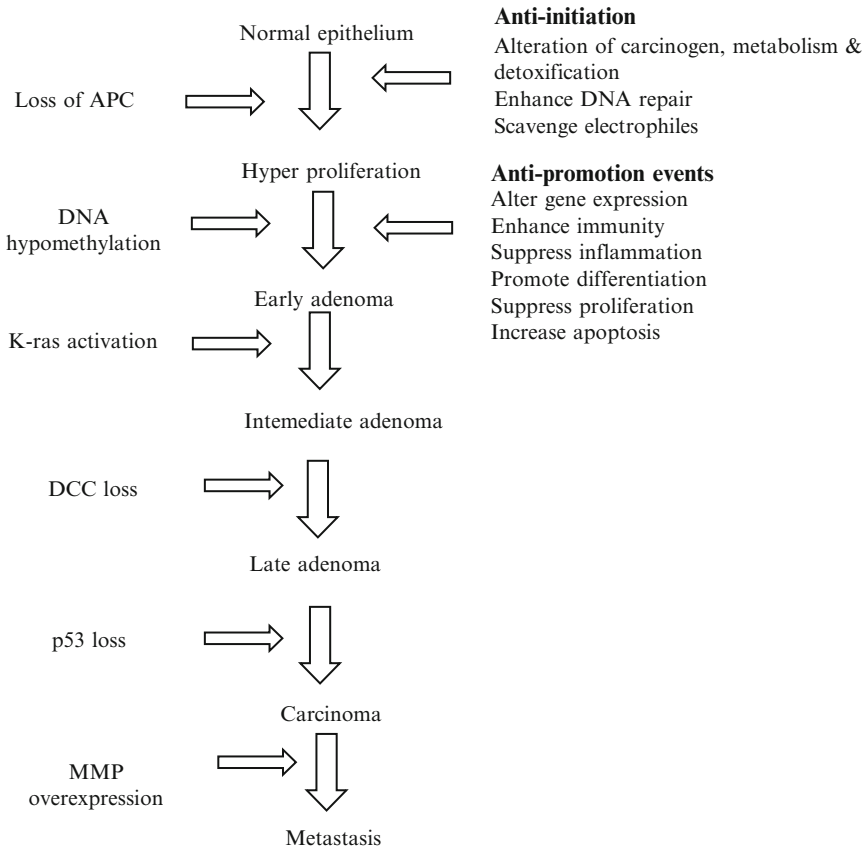 Normal epithelium
Loss of APC
Hyper proliferation
DNA
hypomethylation
Early adenoma
K-ras activation
Intemediate adenoma
DCC loss
Late adenoma
p53 loss
Carcinoma
MMP
overexpression
Metastasis
Anti-initiation
Alteration of carcinogen, metabolism &
detoxification
Enhance DNA repair
Scavenge electrophiles
Anti-promotion events
Alter gene expression
Enhance immunity
Suppress inflammation
Promote differentiation
Suppress proliferation
Increase apoptosis